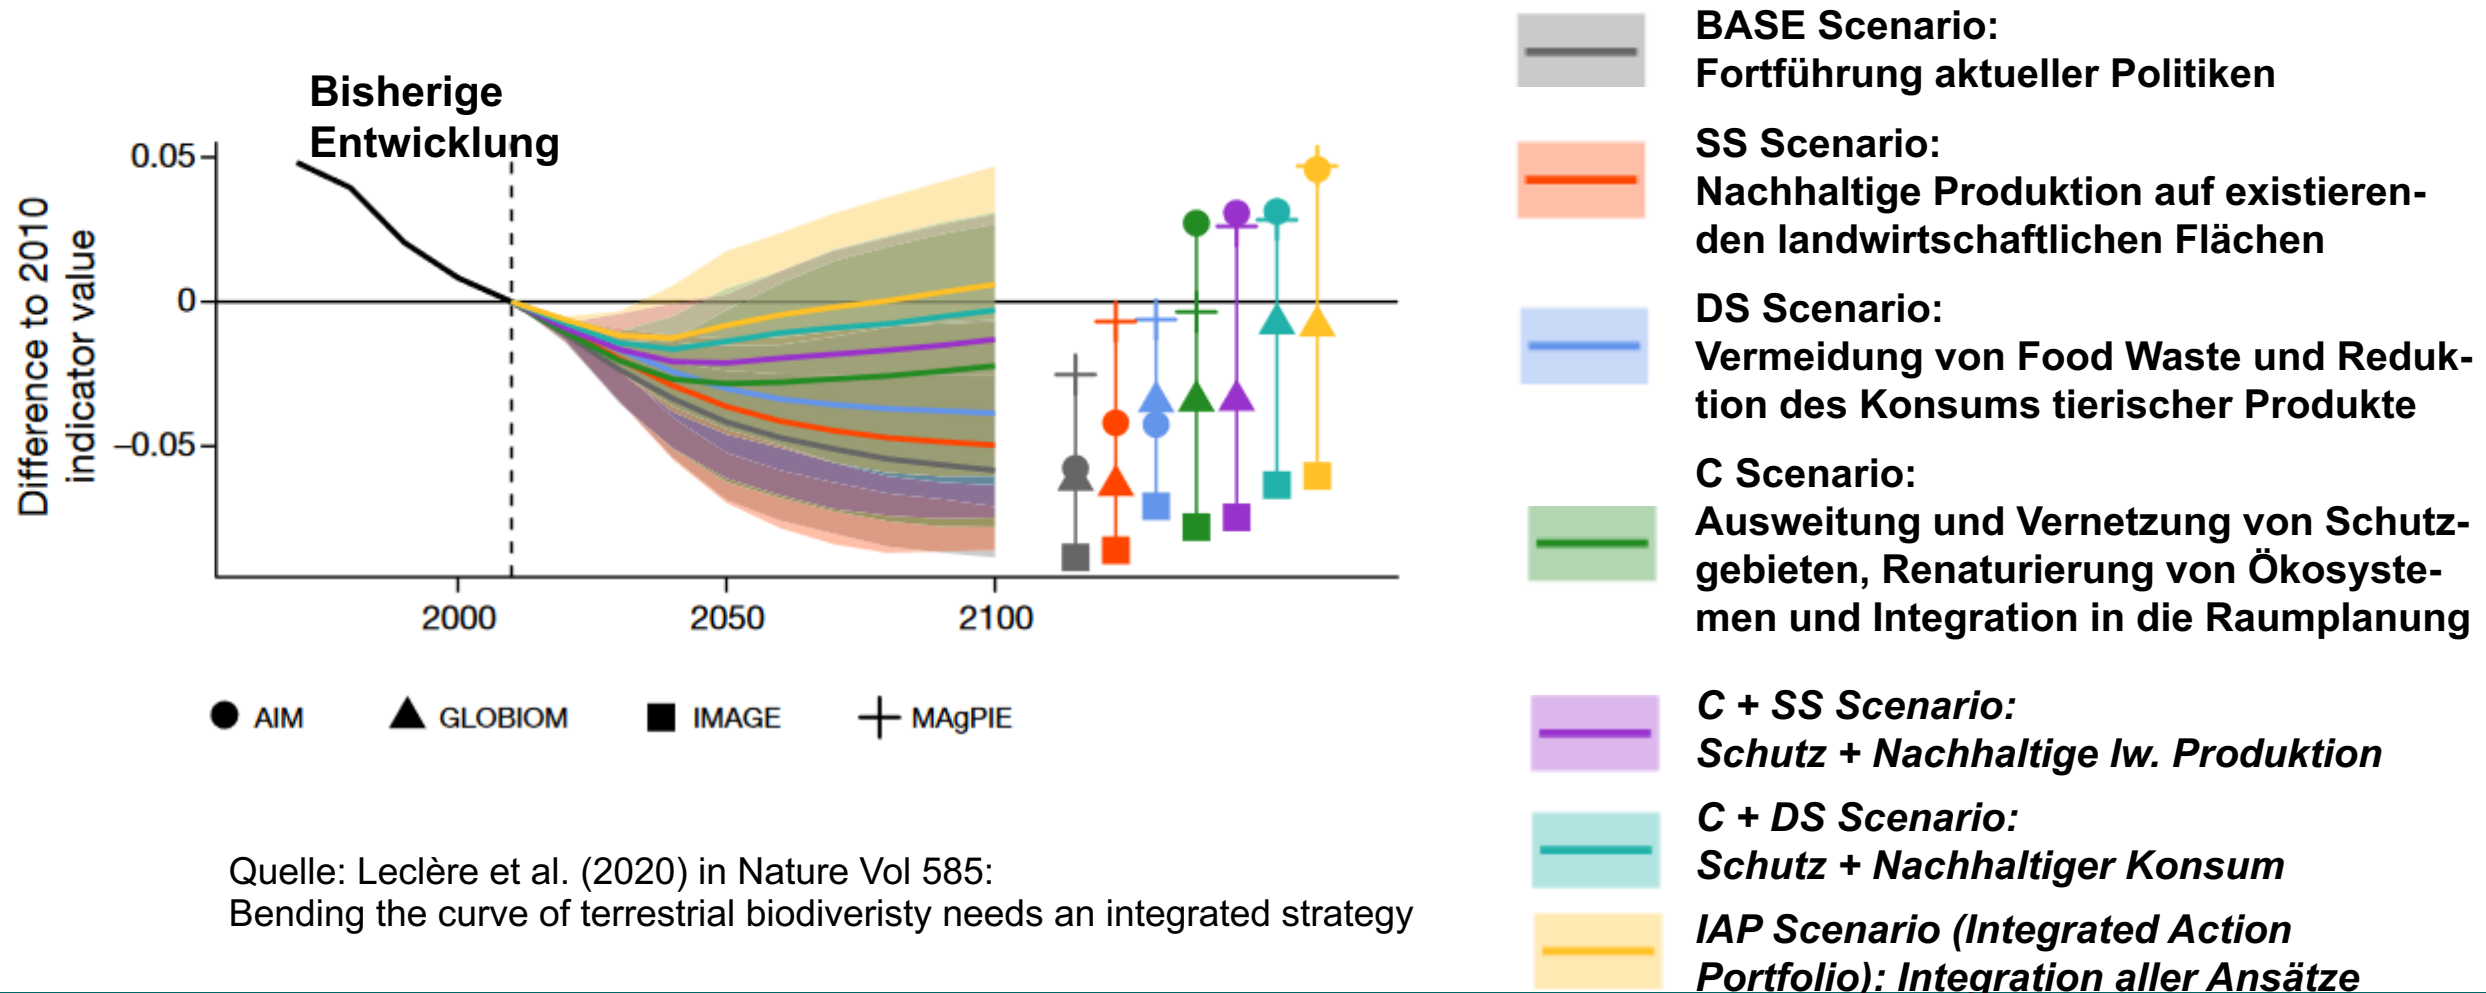 Bisherige
Entwicklung
0.05
0
−0.05
Difference to 2010
indicator value
2000
2050
2100
AIM
GLOBIOM
IMAGE
MAgPIE
Quelle: Leclère et al. (2020) in Nature Vol 585:
Bending the curve of terrestrial biodiveristy needs an integrated strategy
BASE Scenario:
Fortführung aktueller Politiken
SS Scenario:
Nachhaltige Produktion auf existieren-
den landwirtschaftlichen Flächen
DS Scenario:
Vermeidung von Food Waste und Reduk-
tion des Konsums tierischer Produkte
C Scenario:
Ausweitung und Vernetzung von Schutz-
gebieten, Renaturierung von Ökosyste-
men und Integration in die Raumplanung
C + SS Scenario:
Schutz + Nachhaltige lw. Produktion
C + DS Scenario:
Schutz + Nachhaltiger Konsum
IAP Scenario (Integrated Action
Portfolio): Integration aller Ansätze